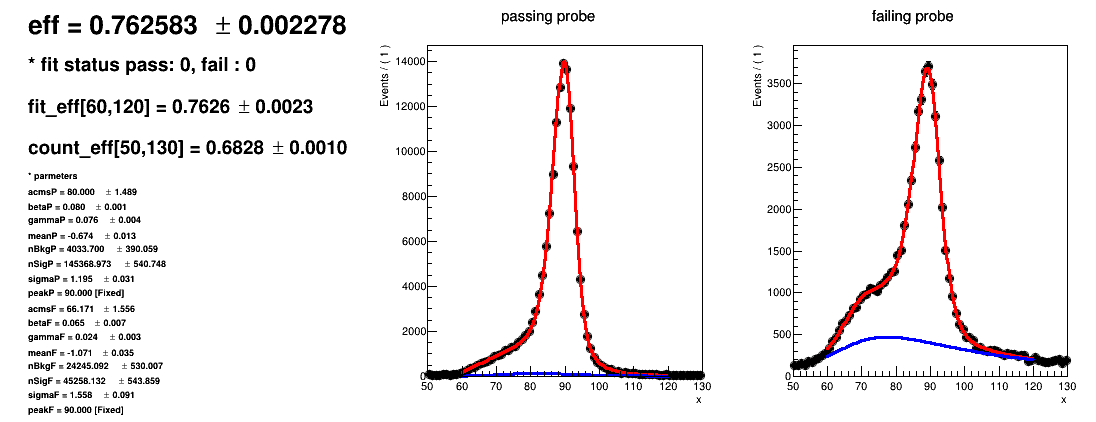 eff = 0.762583 ± 0.002278
* fit status pass: 0, fail : 0
fit_eff[60,120] = 0.7626 ± 0.0023
count_eff[50,130] = 0.6828 ± 0.0010
* parmeters
acmsP = 80.000 ± 1.489
betaP = 0.080 ± 0.001
gammaP = 0.076 ± 0.004
meanP = -0.674 ± 0.013
nBkgP = 4033.700 ± 390.059
nSigP = 145368.973 ± 540.748
sigmaP = 1.195 ± 0.031
peakP = 90.000 [Fixed]
acmsF = 66.171 ± 1.556
betaF = 0.065 ± 0.007
gammaF = 0.024 ± 0.003
meanF = -1.071 ± 0.035
nBkgF = 24245.092 ± 530.007
nSigF = 45258.132 ± 543.859
sigmaF = 1.558 ± 0.091
peakF = 90.000 [Fixed]
passing probe
Events / ( 1 )
14000
12000
10000
8000
6000
4000
2000
0
50 60 70 80 90 100 110 120 130
x
failing probe
Events / ( 1 )
3500
3000
2500
2000
1500
1000
500
0
50 60 70 80 90 100 110 120 130
x